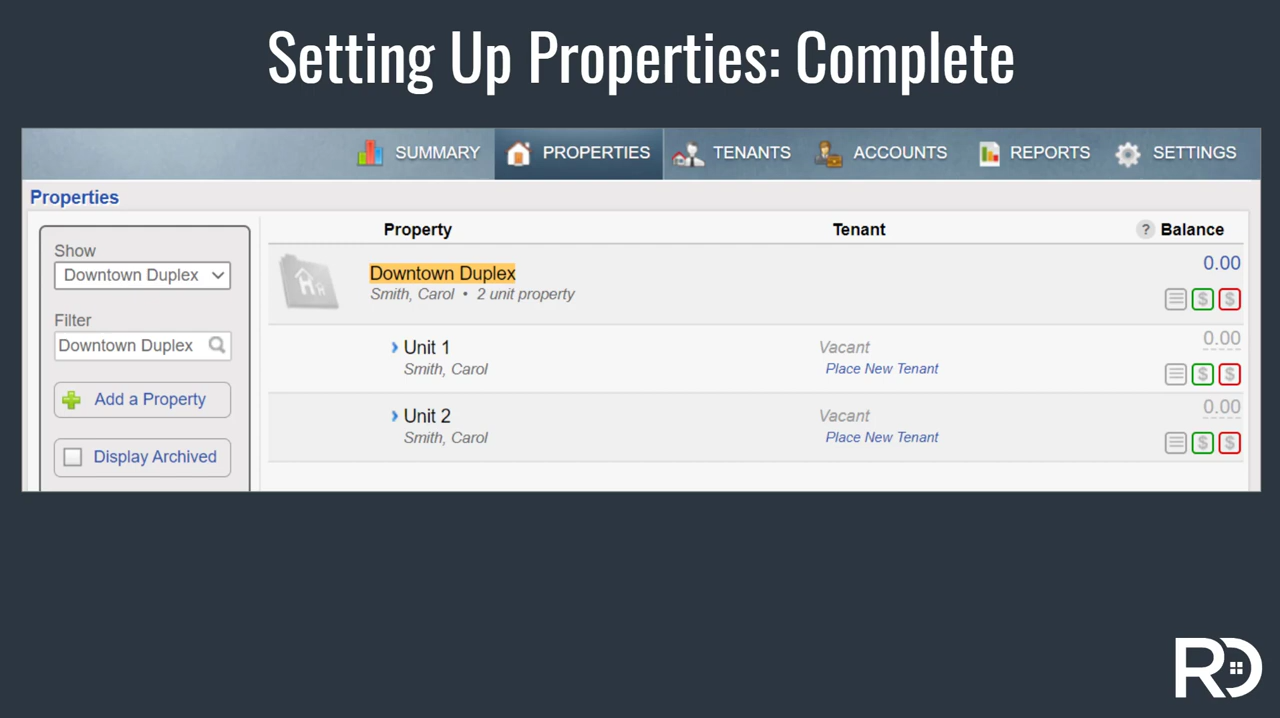 Setting Up Properties: Complete
SUMMARY PROPERTIES TENANTS ACCOUNTS REPORTS SETTINGS
Properties
Show
Downtown Duplex
Filter
Downtown Duplex
Add a Property
Display Archived
Property Tenant ? Balance
Downtown Duplex 0.00
Smith, Carol • 2 unit property
$ $
Unit 1 Vacant 0.00
Smith, Carol Place New Tenant
$ $
Unit 2 Vacant 0.00
Smith, Carol Place New Tenant
$ $
RD